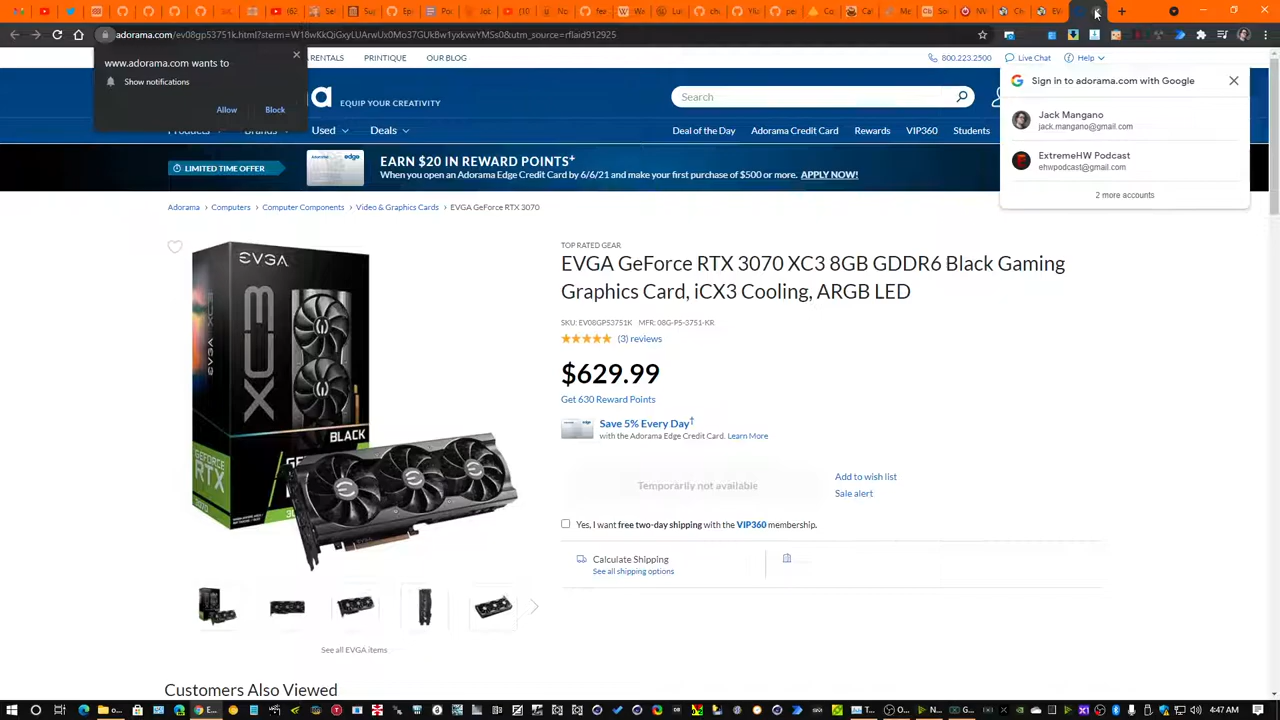 adorama.com/ev08gp53751k.html?sterm=W18tWkKkQiGxyLUArwUx0Mo37GUkBw1yxkvwYMSs0&utm_source=rflaid912925
www.adorama.com wants to
Show notifications
Allow Block
RENTALS PRINTIQUE OUR BLOG
800.223.2500 Live Chat Help
EQUIP YOUR CREATIVITY
Search
Products Brands Used Deals
Deal of the Day Adorama Credit Card Rewards VIP360 Students
Sign in to adorama.com with Google
Jack Mangano
jack.mangano@gmail.com
ExtremeHW Podcast
ehwpodcast@gmail.com
2 more accounts
LIMITED TIME OFFER
EARN $20 IN REWARD POINTS+
When you open an Adorama Edge Credit Card by 6/6/21 and make your first purchase of $500 or more. APPLY NOW!
Adorama > Computers > Computer Components > Video & Graphics Cards > EVGA GeForce RTX 3070
TOP RATED GEAR
EVGA GeForce RTX 3070 XC3 8GB GDDR6 Black Gaming
Graphics Card, iCX3 Cooling, ARGB LED
SKU: EV08GP53751K MFR: 08G-P5-3751-KR
(3) reviews
$629.99
Get 630 Reward Points
Save 5% Every Day†
with the Adorama Edge Credit Card. Learn More
Temporarily not available
Add to wish list
Sale alert
Yes, I want free two-day shipping with the VIP360 membership.
Calculate Shipping
See all shipping options
EVGA
XC3
BLACK
GEFORCE
RTX
See all EVGA items
Customers Also Viewed
4:47 AM